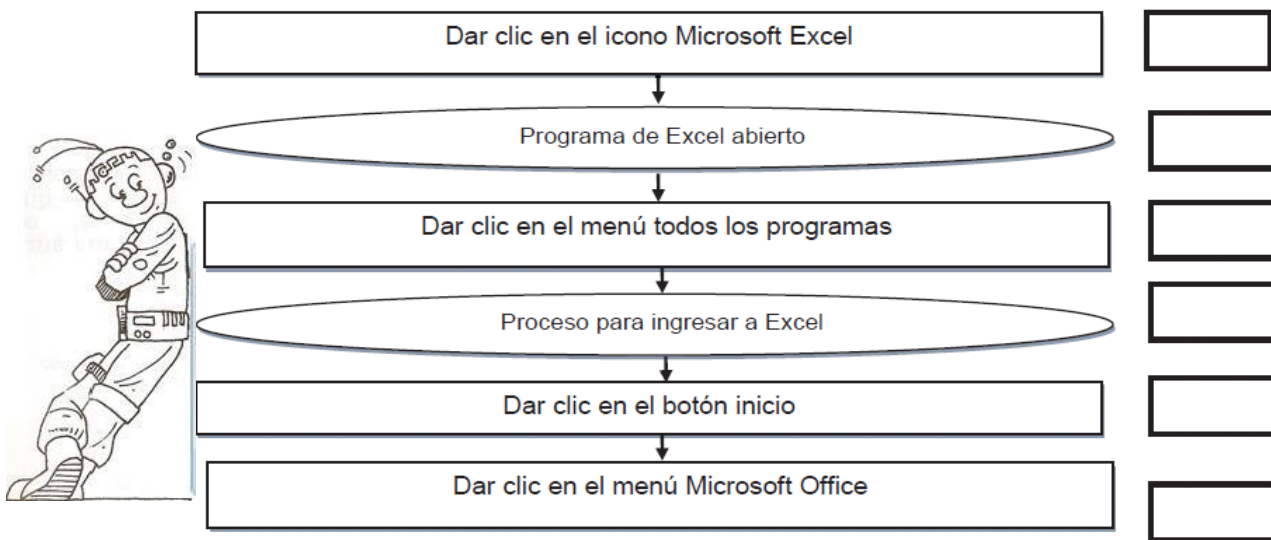 Dar clic en el icono Microsoft Excel
Programa de Excel abierto
Dar clic en el menú todos los programas
Proceso para ingresar a Excel
Dar clic en el botón inicio
Dar clic en el menú Microsoft Office